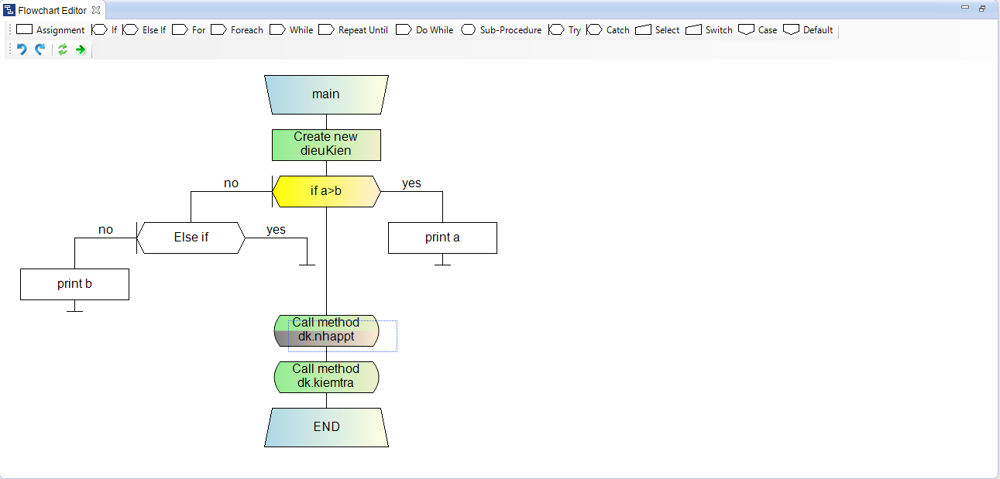 Flowchart Editor
Assignment If Else If For Foreach While Repeat Until Do While Sub-Procedure Try Catch Select Switch Case Default
main
Create new
dieuKien
no
if a>b
yes
no
Else if
yes
print a
print b
Call method
dk.nhappt
Call method
dk.kiemtra
END